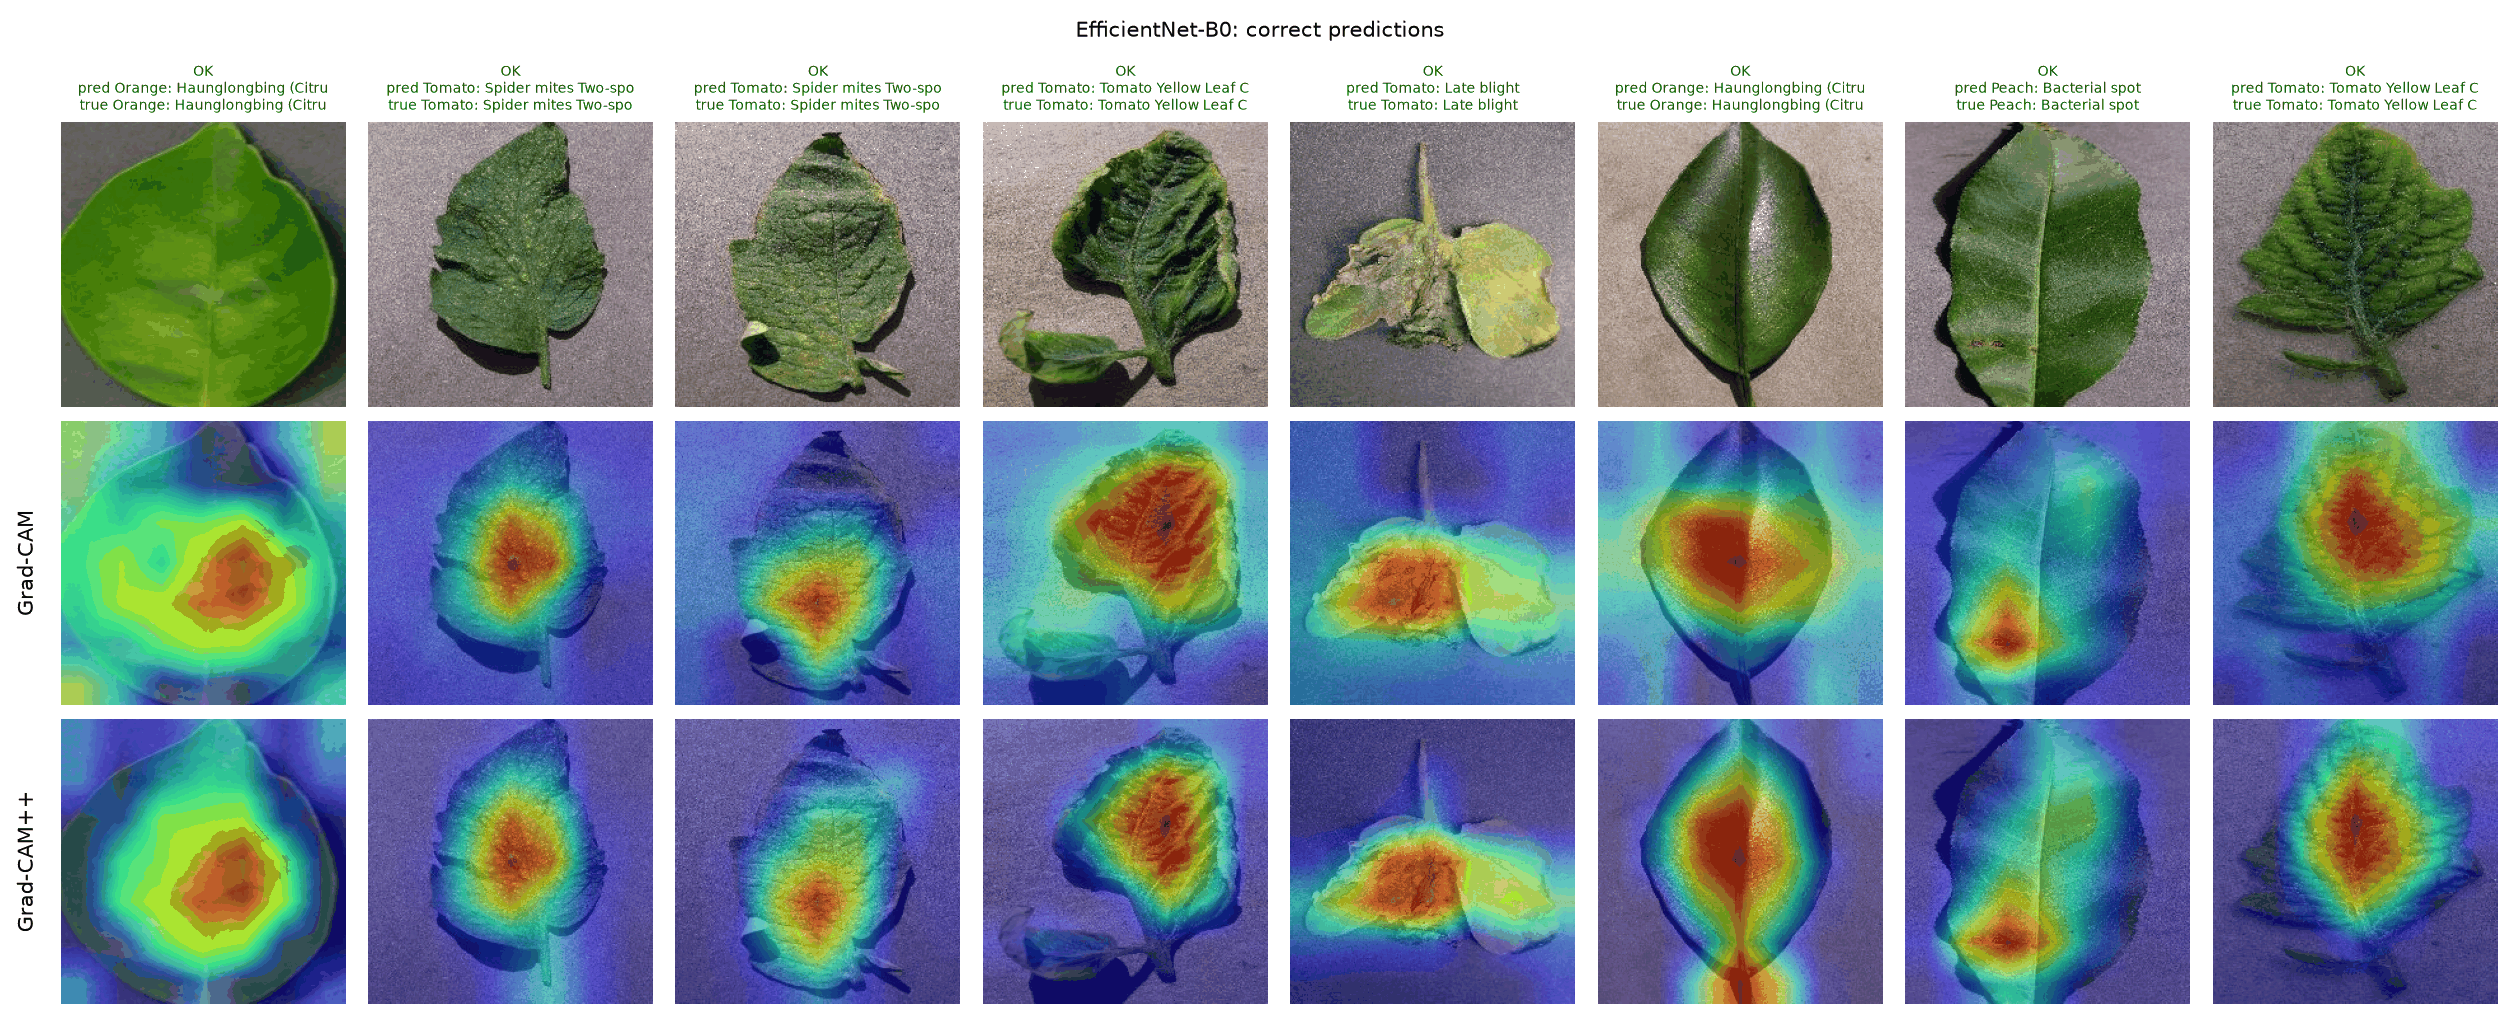 EfficientNet-B0: correct predictions
OK
pred Orange: Haunglongbing (Citru
true Orange: Haunglongbing (Citru
OK
pred Tomato: Spider mites Two-spo
true Tomato: Spider mites Two-spo
OK
pred Tomato: Spider mites Two-spo
true Tomato: Spider mites Two-spo
OK
pred Tomato: Tomato Yellow Leaf C
true Tomato: Tomato Yellow Leaf C
OK
pred Tomato: Late blight
true Tomato: Late blight
OK
pred Orange: Haunglongbing (Citru
true Orange: Haunglongbing (Citru
OK
pred Peach: Bacterial spot
true Peach: Bacterial spot
OK
pred Tomato: Tomato Yellow Leaf C
true Tomato: Tomato Yellow Leaf C
Grad-CAM
Grad-CAM++